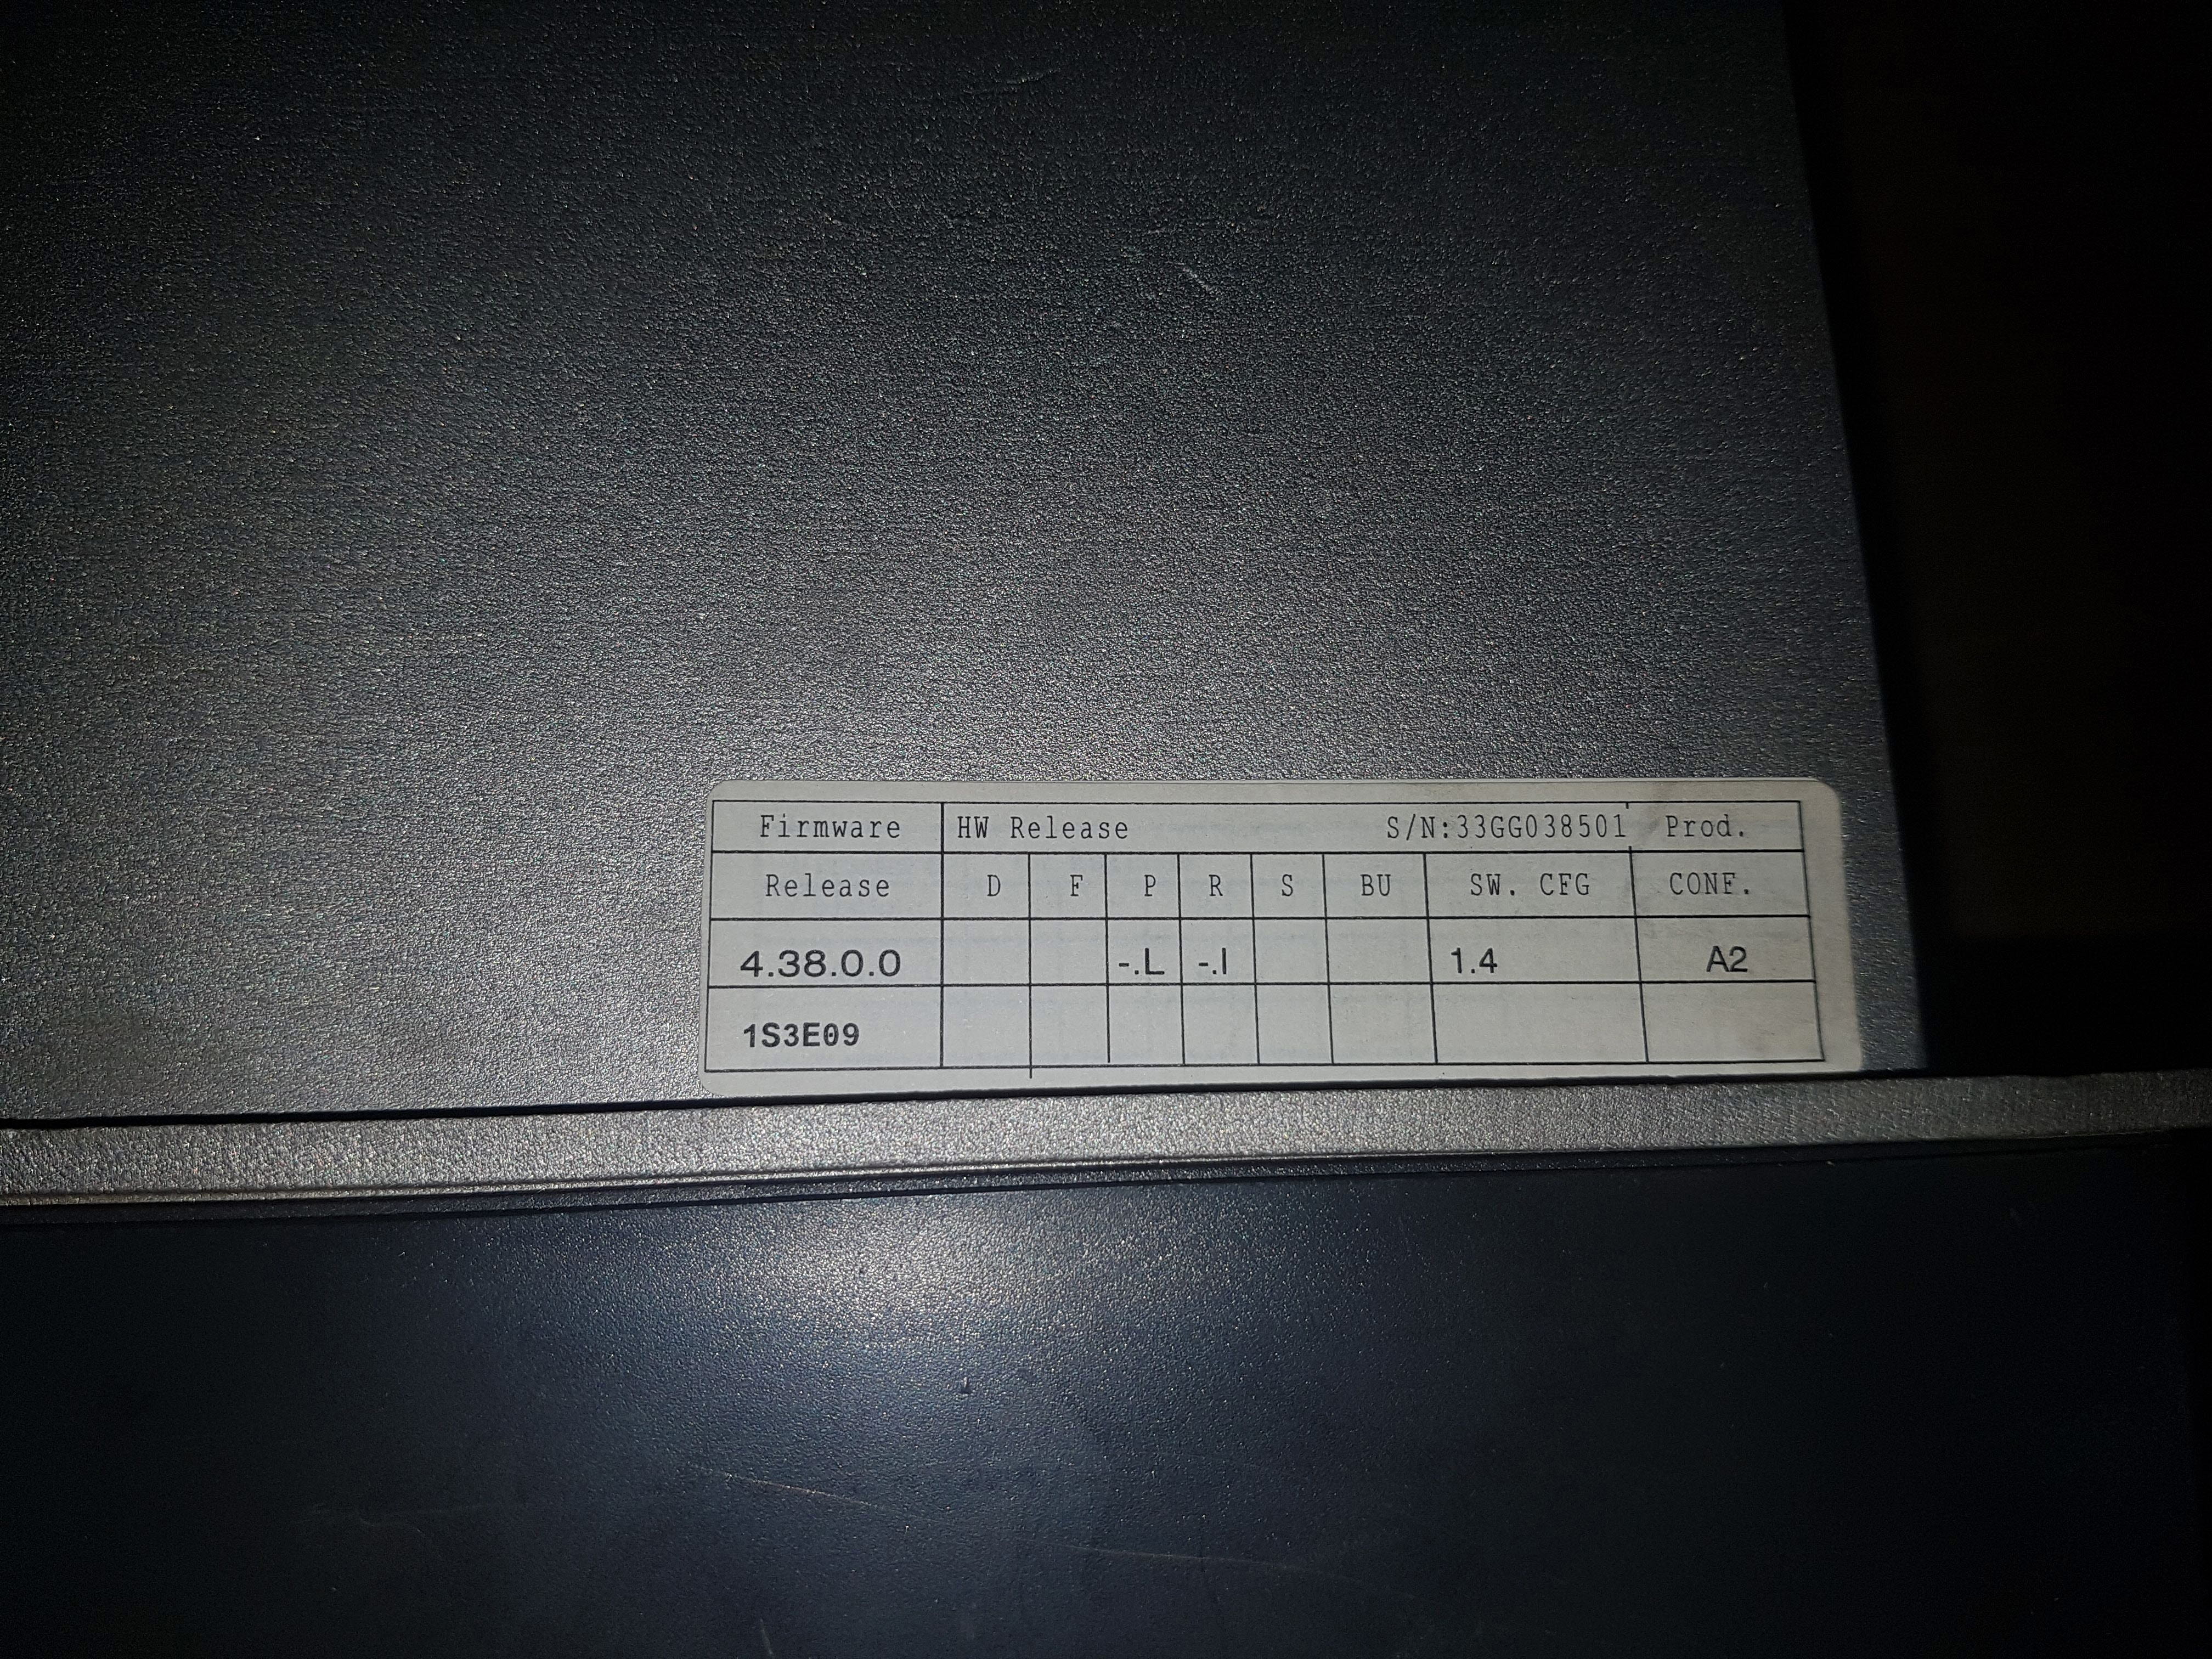 Firmware HW Release S/N:33GG038501 Prod.
Release D F P R S BU SW. CFG CONF.
4.38.0.0 -.L -.I 1.4 A2
1S3E09